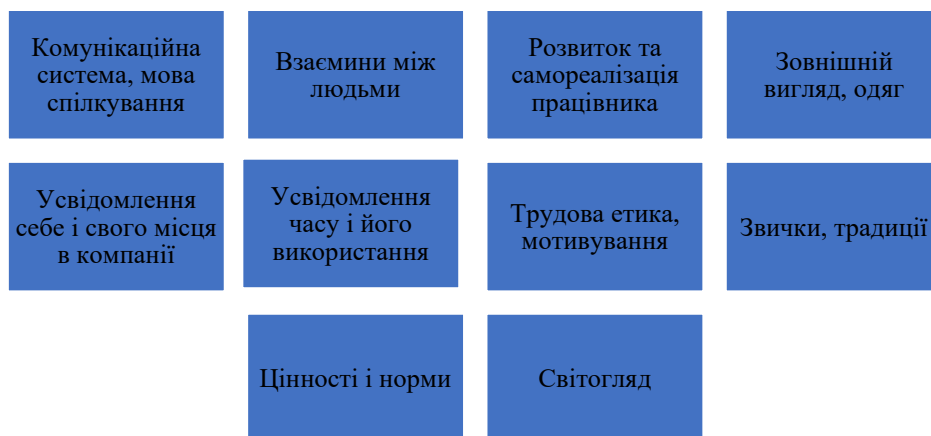 Комунікаційна
система, мова
спілкування
Взаємини між
людьми
Розвиток та
самореалізація
працівника
Зовнішній
вигляд, одяг
Усвідомлення
себе і свого місця
в компанії
Усвідомлення
часу і його
використання
Трудова етика,
мотивування
Звички, традиції
Цінності і норми
Світогляд